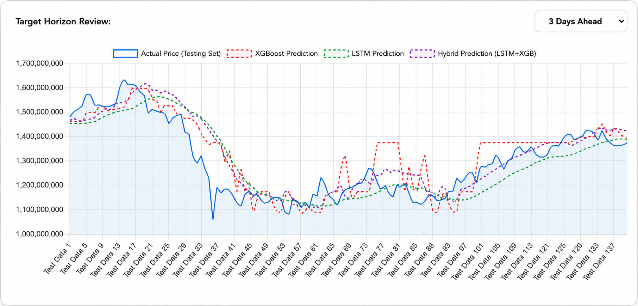 Target Horizon Review:
3 Days Ahead
Actual Price (Testing Set) XGBoost Prediction LSTM Prediction Hybrid Prediction (LSTM+XGB)
1,700,000,000
1,600,000,000
1,500,000,000
1,400,000,000
1,300,000,000
1,200,000,000
1,100,000,000
1,000,000,000
Test Data 1 Test Data 5 Test Data 9 Test Data 13 Test Data 17 Test Data 21 Test Data 25 Test Data 29 Test Data 33 Test Data 37 Test Data 41 Test Data 45 Test Data 49 Test Data 53 Test Data 57 Test Data 61 Test Data 65 Test Data 69 Test Data 73 Test Data 77 Test Data 81 Test Data 85 Test Data 89 Test Data 93 Test Data 97 Test Data 101 Test Data 105 Test Data 109 Test Data 113 Test Data 117 Test Data 121 Test Data 125 Test Data 129 Test Data 133 Test Data 137